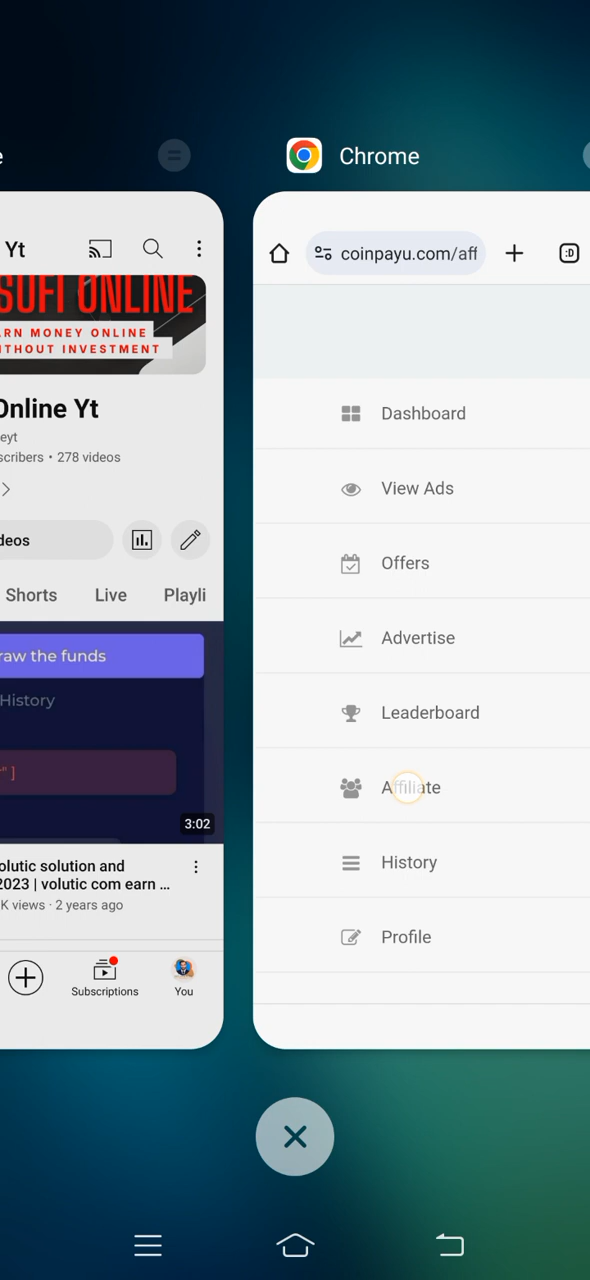 e
Chrome
Yt
coinpayu.com/aff
:D
SUFI ONLINE
RN MONEY ONLINE
ITHOUT INVESTMENT
Online Yt
eyt
scribers • 278 videos
deos
Shorts
Live
Playli
raw the funds
History
"]
3:02
olutic solution and
2023 | volutic com earn ...
K views · 2 years ago
Subscriptions
You
Dashboard
View Ads
Offers
Advertise
Leaderboard
Affiliate
History
Profile